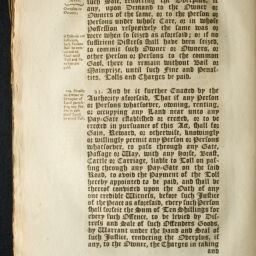 such Sale, rendering the Overplus, if
any, upon Demand to the Owner or
Owners of the same, or to the Person or
Persons under whose Care, or in whose
Possession respectively the same was or
were when so seized as aforesaid; if
sufficient Distress shall have been seized,
to commit such Owner or Owners, or
other Person or Persons to the common
Gaol, there to remain without Bail or
Mainprize, until such Fine and Penal-
ties, Tolls and Charges be paid.
And be it further Enacted by the
Authority aforesaid, That if any Person
or Persons whatsoever, owning, renting,
or occupying any Land near unto any
Pay-Gate established or erected, or to be
erected in pursuance of this Act, shall for
Gain, Reward, or otherwise, knowingly
or willingly permit any Person or Persons
whatsoever, to pass through any Gate,
Passage or Way, with any Horse, Beast,
Cattle or Carriage, liable to Toll on pas-
sing through any Pay-Gate on the said
Road, to avoid the Payment of the Toll
hereby appointed to be paid, and shall be
thereof convicted upon the Oath of any
one credible Witness, before such Justice
of the Peace as aforesaid, every such Person
shall forfeit the Sum of Ten Shillings for
every such Offence, to be levied by Dis-
tress and Sale of such Offenders Goods,
by Warrant under the Hand and Seal of
such Justice, rendering the Overplus, if
any, to the Owner, the Charges in taking
and